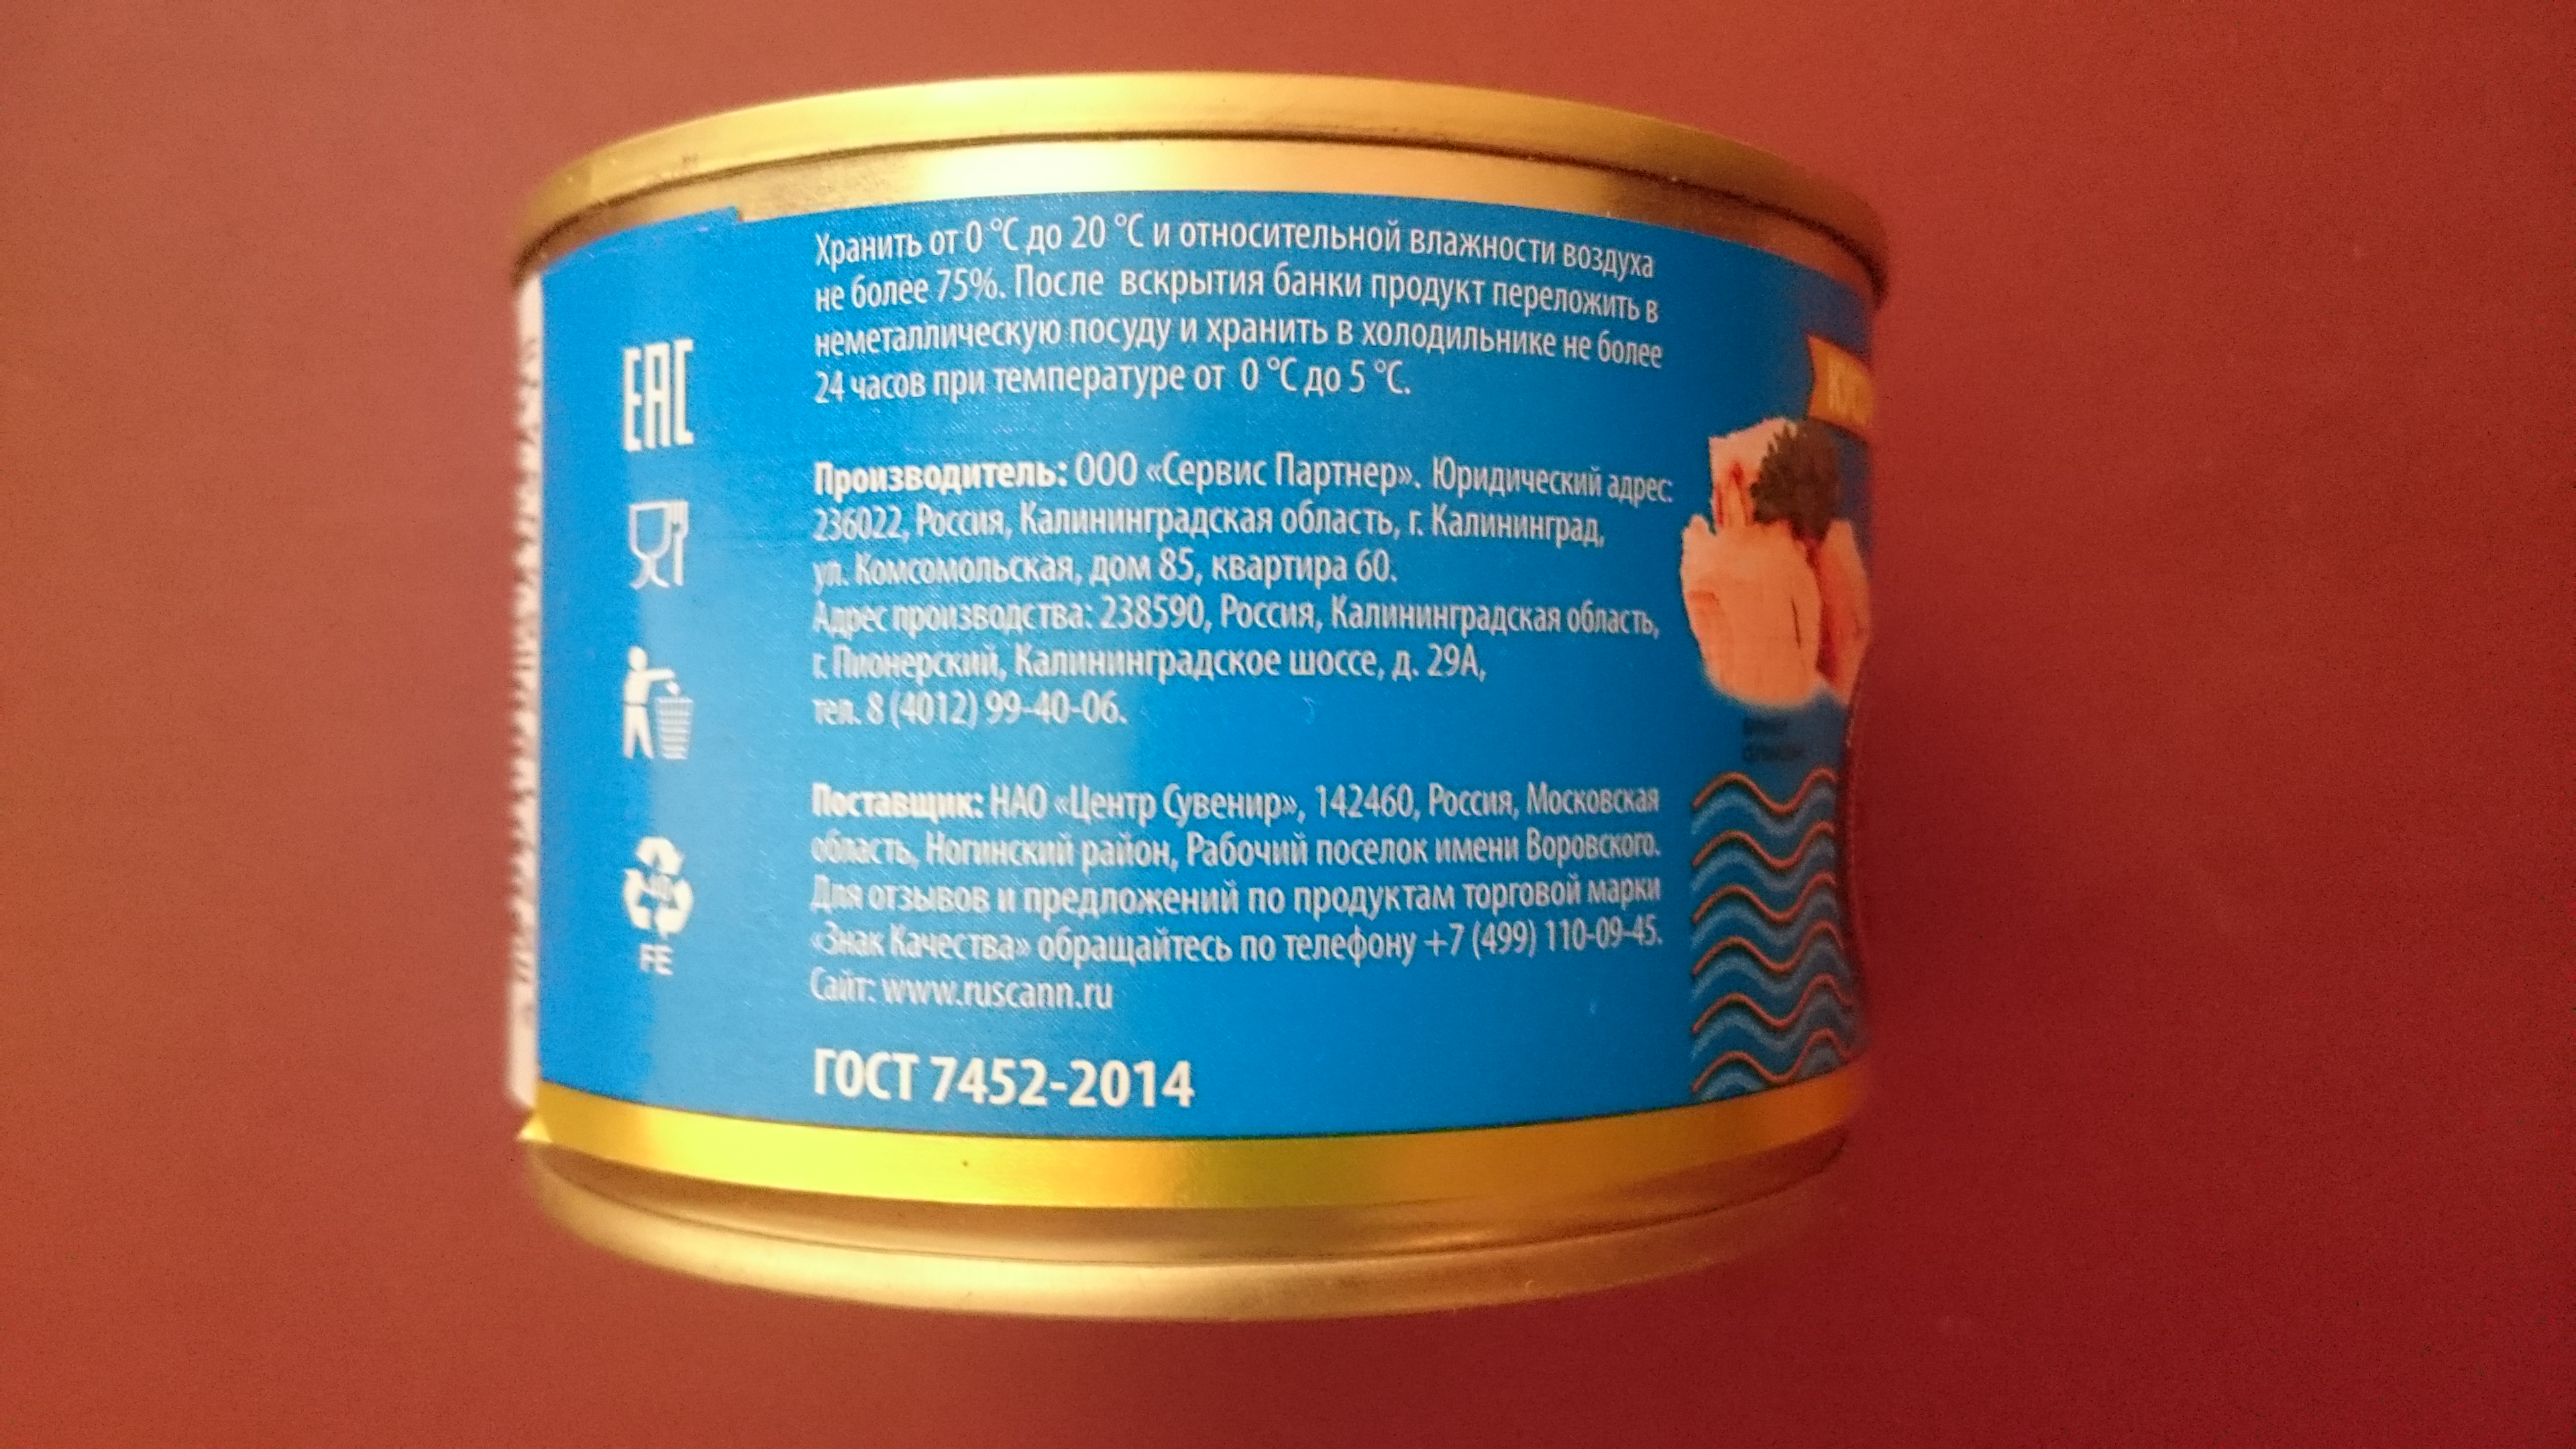 Хранить от 0 °C до 20 °C и относительной влажности воздуха
не более 75%. После вскрытия банки продукт переложить в
неметаллическую посуду и хранить в холодильнике не более
24 часов при температуре от 0 °C до 5 °C.
EAC
Производитель: ООО «Сервис Партнер». Юридический адрес:
236022, Россия, Калининградская область, г. Калининград,
ул. Комсомольская, дом 85, квартира 60.
Адрес производства: 238590, Россия, Калининградская область,
г. Пионерский, Калининградское шоссе, д. 29А,
тел. 8 (4012) 99-40-06.
Поставщик: НАО «Центр Сувенир», 142460, Россия, Московская
область, Ногинский район, Рабочий поселок имени Воровского.
Для отзывов и предложений по продуктам торговой марки
«Знак Качества» обращайтесь по телефону +7 (499) 110-09-45.
Сайт: www.ruscann.ru
40
FE
ГОСТ 7452-2014